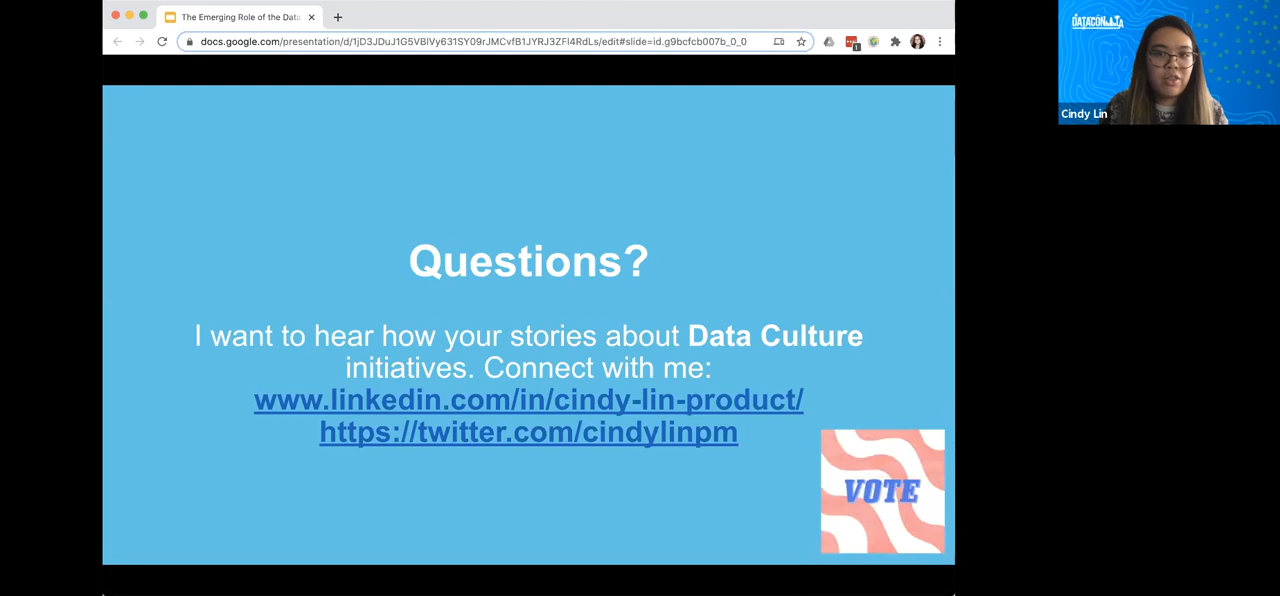 The Emerging Role of the Data
docs.google.com/presentation/d/1jD3JDuJ1G5VBlVy631SY09rJMCvfB1JYRJ3ZFl4RdLs/edit#slide=id.g9bcfcb007b_0_0
1
Questions?
I want to hear how your stories about Data Culture
initiatives. Connect with me:
www.linkedin.com/in/cindy-lin-product/
https://twitter.com/cindylinpm
VOTE
Cindy Lin